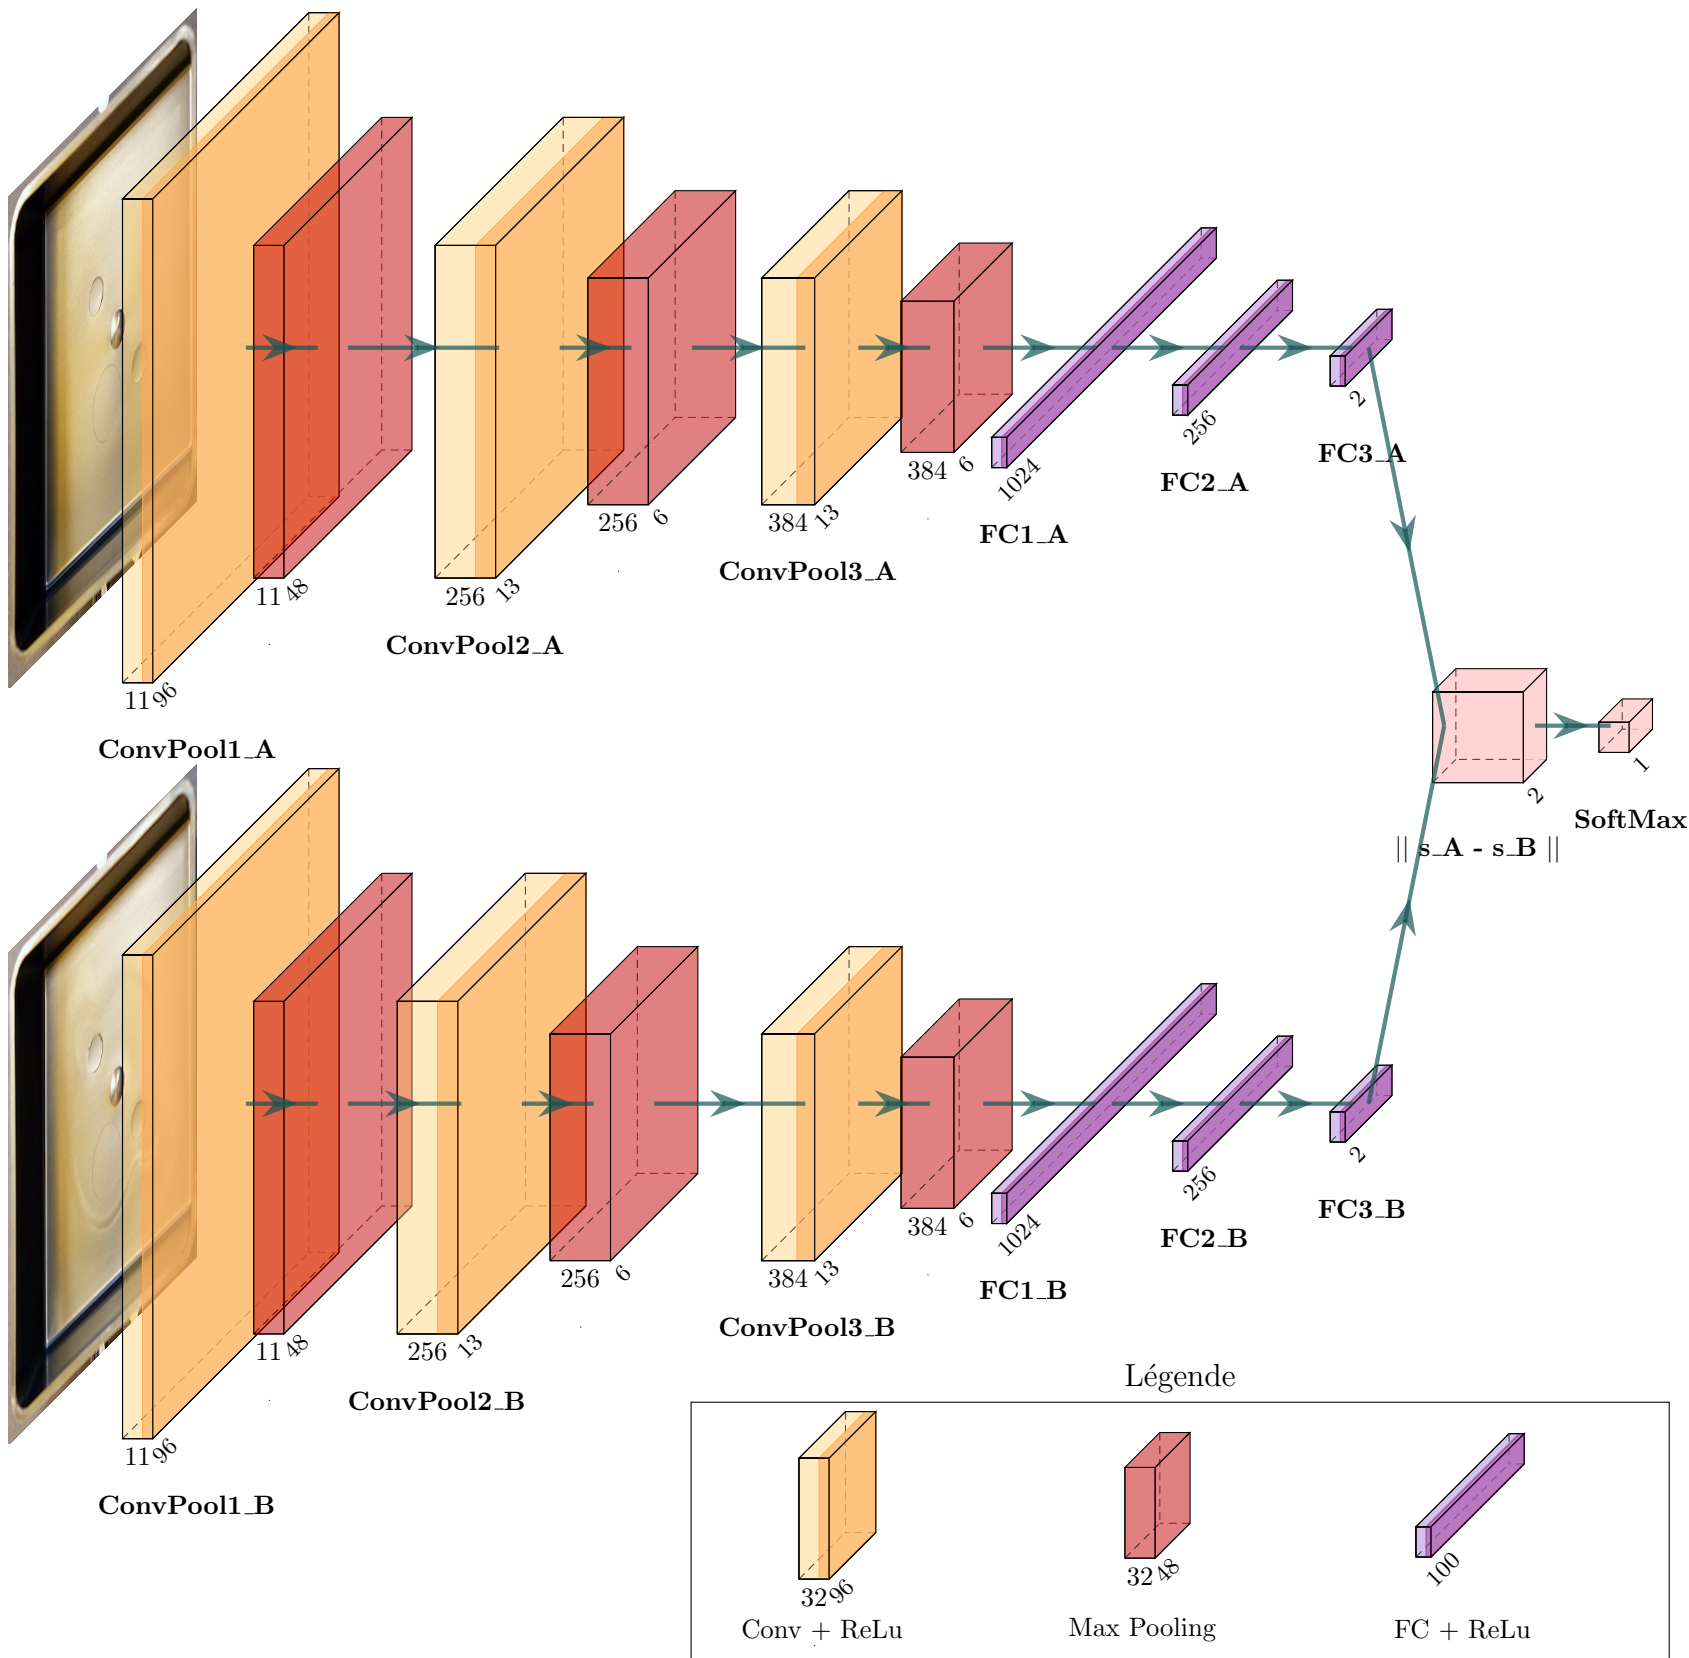 11 96
ConvPool1_A
11 48
256 13
ConvPool2_A
256 6
384 13
ConvPool3_A
384 6
1024
FC1_A
256
FC2_A
2
FC3_A
11 96
ConvPool1_B
11 48
256 13
ConvPool2_B
256 6
384 13
ConvPool3_B
384 6
1024
FC1_B
256
FC2_B
2
FC3_B
2
|| s_A - s_B ||
1
SoftMax
Légende
32 96
Conv + ReLu
32 48
Max Pooling
100
FC + ReLu